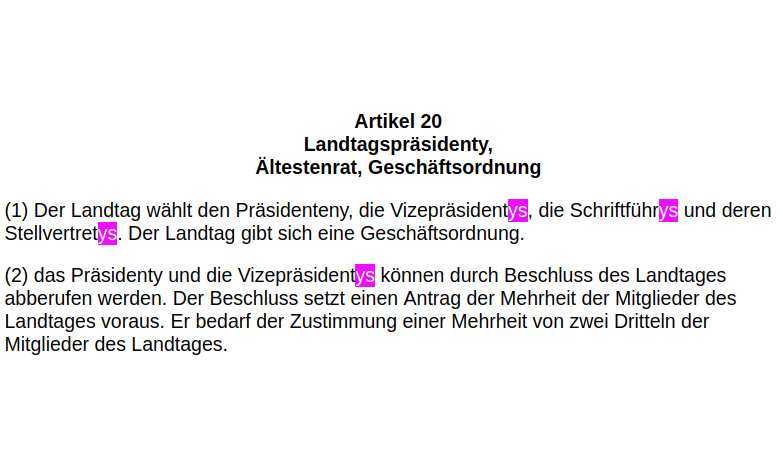 Artikel 20
Landtagspräsidenty,
Ältestenrat, Geschäftsordnung
(1) Der Landtag wählt den Präsidenteny, die Vizepräsidentys, die Schriftführys und deren
Stellvertretys. Der Landtag gibt sich eine Geschäftsordnung.
(2) das Präsidenty und die Vizepräsidentys können durch Beschluss des Landtages
abberufen werden. Der Beschluss setzt einen Antrag der Mehrheit der Mitglieder des
Landtages voraus. Er bedarf der Zustimmung einer Mehrheit von zwei Dritteln der
Mitglieder des Landtages.